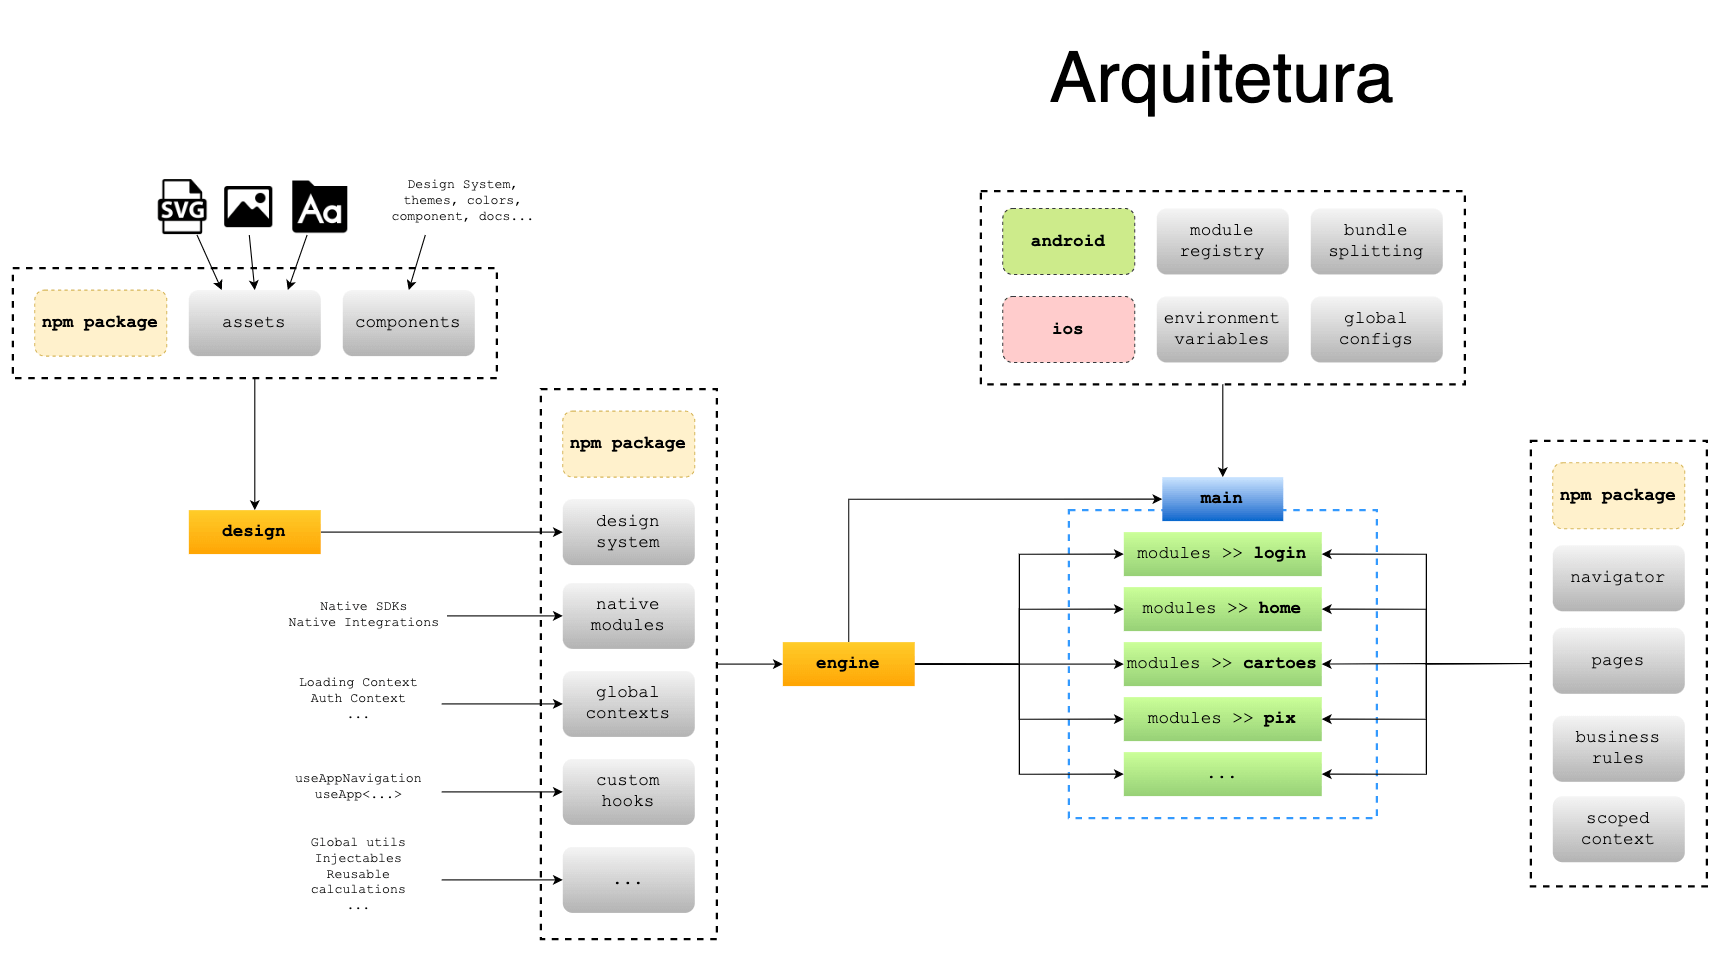 Arquitetura
SVG
Aa
Design System,
themes, colors,
component, docs...
npm package
assets
components
design
android
module
registry
bundle
splitting
ios
environment
variables
global
configs
npm package
design
system
Native SDKs
Native Integrations
native
modules
Loading Context
Auth Context
...
global
contexts
useAppNavigation
useApp<...>
custom
hooks
Global utils
Injectables
Reusable
calculations
...
...
engine
main
modules >> login
modules >> home
modules >> cartoes
modules >> pix
...
npm package
navigator
pages
business
rules
scoped
context